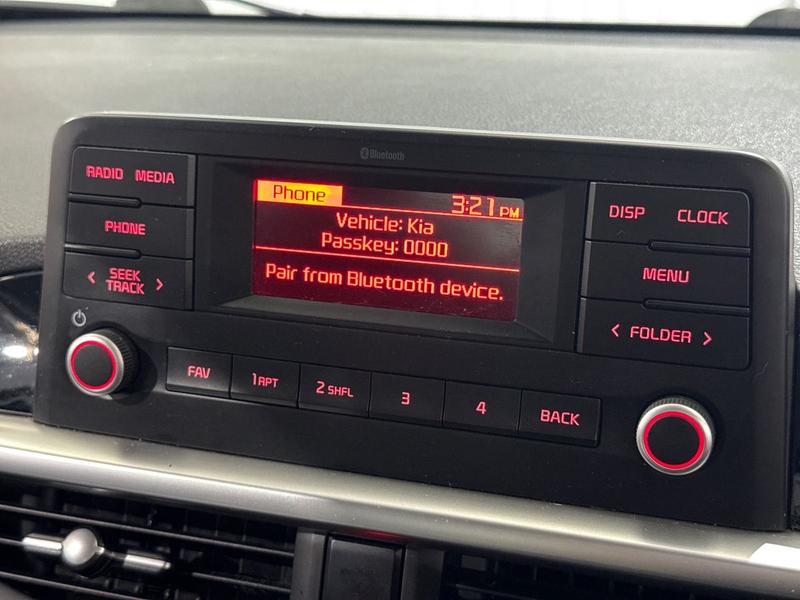 Bluetooth
RADIO MEDIA
PHONE
< SEEK TRACK >
Phone 3:21 PM
Vehicle: Kia
Passkey: 0000
Pair from Bluetooth device.
DISP CLOCK
MENU
< FOLDER >
FAV 1 RPT 2 SHFL 3 4 BACK